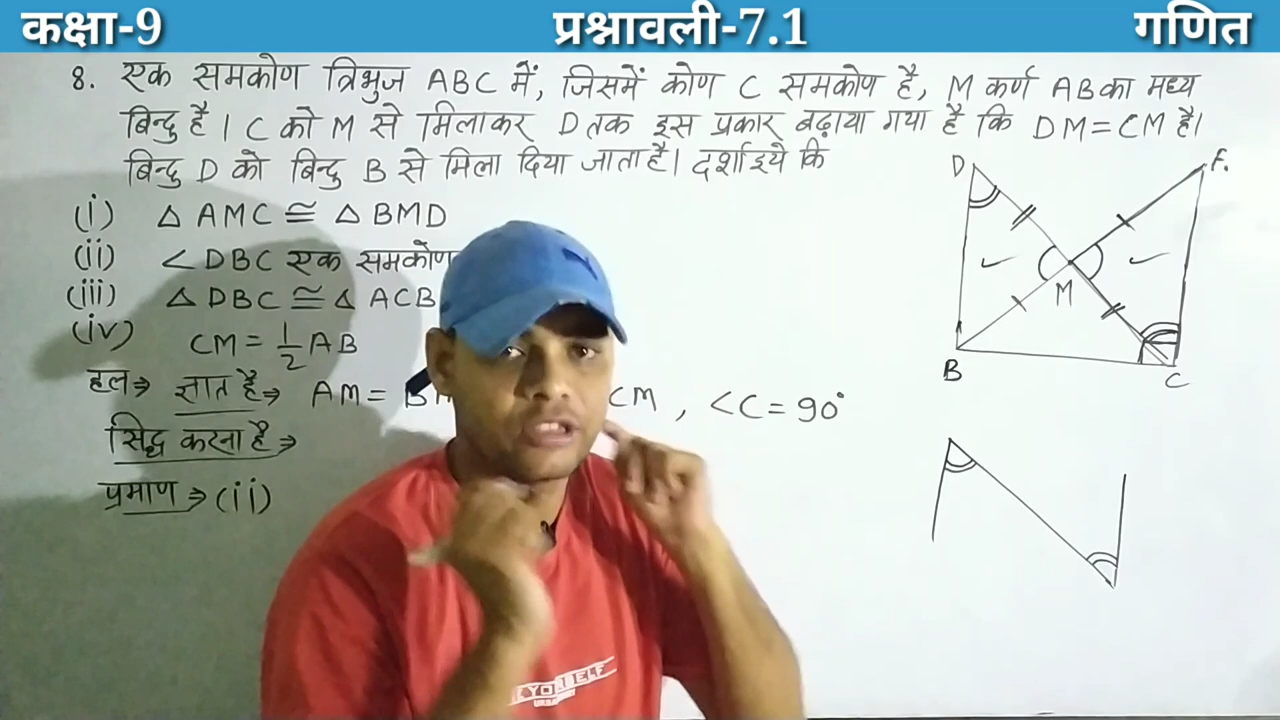 कक्षा-9 प्रश्नावली-7.1 गणित
8. एक समकोण त्रिभुज ABC में, जिसमें कोण C समकोण है, M कर्ण AB का मध्य
बिन्दु है। C को M से मिलाकर D तक इस प्रकार बढ़ाया गया है कि DM=CM है।
बिन्दु D को बिन्दु B से मिला दिया जाता है। दर्शाइये कि
(i) △AMC ≅ △BMD
(ii) <DBC एक समकोण
(iii) △DBC ≅ △ACB
(iv) CM = 1/2 AB
हल⇒ ज्ञात है⇒ AM= BM CM, <C=90°
सिद्ध करना है⇒
प्रमाण⇒(ii)
D
M
B
C